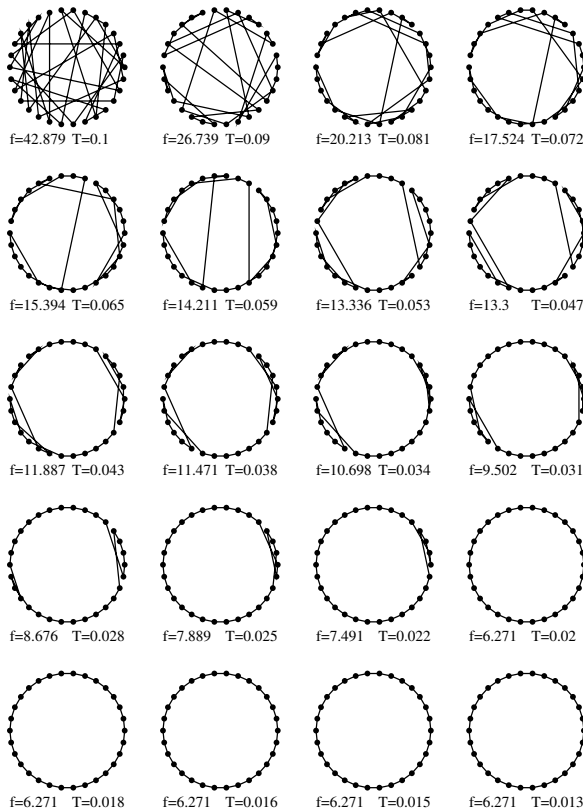 f=42.879 T=0.1 f=26.739 T=0.09 f=20.213 T=0.081 f=17.524 T=0.072
f=15.394 T=0.065 f=14.211 T=0.059 f=13.336 T=0.053 f=13.3 T=0.047
f=11.887 T=0.043 f=11.471 T=0.038 f=10.698 T=0.034 f=9.502 T=0.031
f=8.676 T=0.028 f=7.889 T=0.025 f=7.491 T=0.022 f=6.271 T=0.02
f=6.271 T=0.018 f=6.271 T=0.016 f=6.271 T=0.015 f=6.271 T=0.013